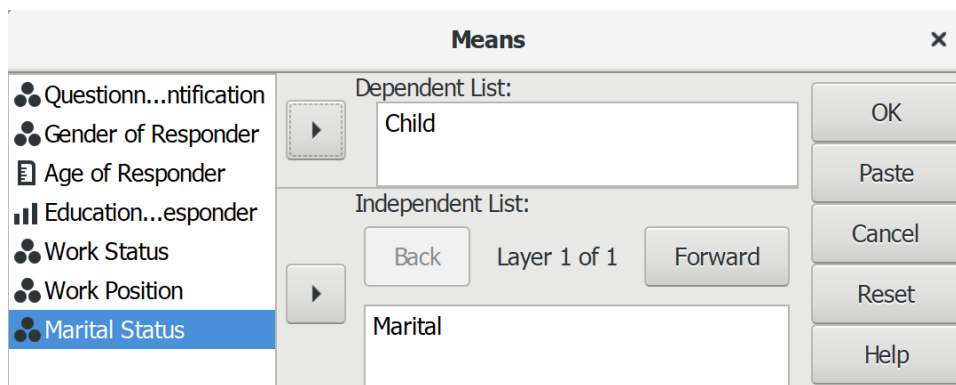 Means
Questionn...ntification
Gender of Responder
Age of Responder
Education...esponder
Work Status
Work Position
Marital Status
Dependent List:
Child
Independent List:
Back
Layer 1 of 1
Forward
Marital
OK
Paste
Cancel
Reset
Help